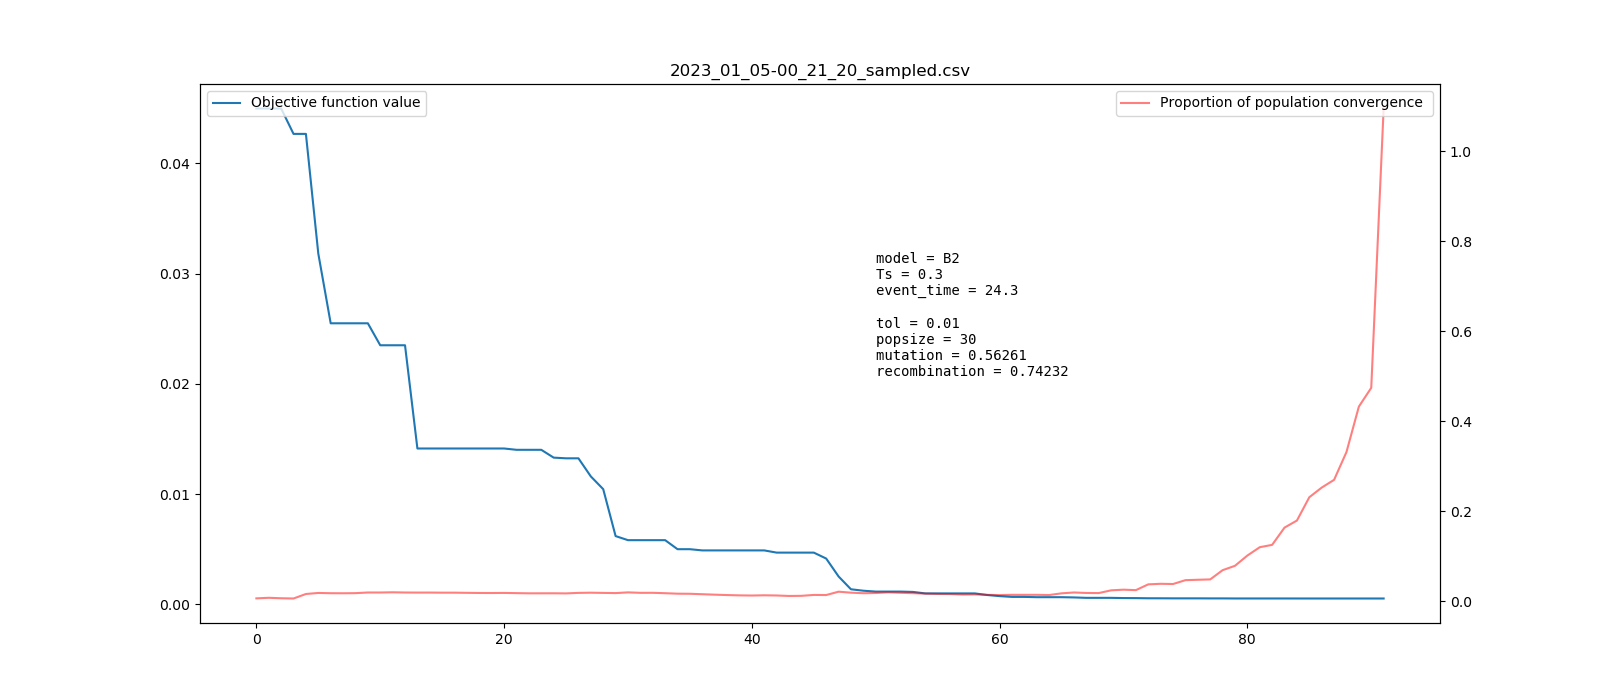 2023_01_05-00_21_20_sampled.csv
Objective function value
Proportion of population convergence
0.04
0.03
0.02
0.01
0.00
1.0
0.8
0.6
0.4
0.2
0.0
model = B2
Ts = 0.3
event_time = 24.3
tol = 0.01
popsize = 30
mutation = 0.56261
recombination = 0.74232
0 20 40 60 80